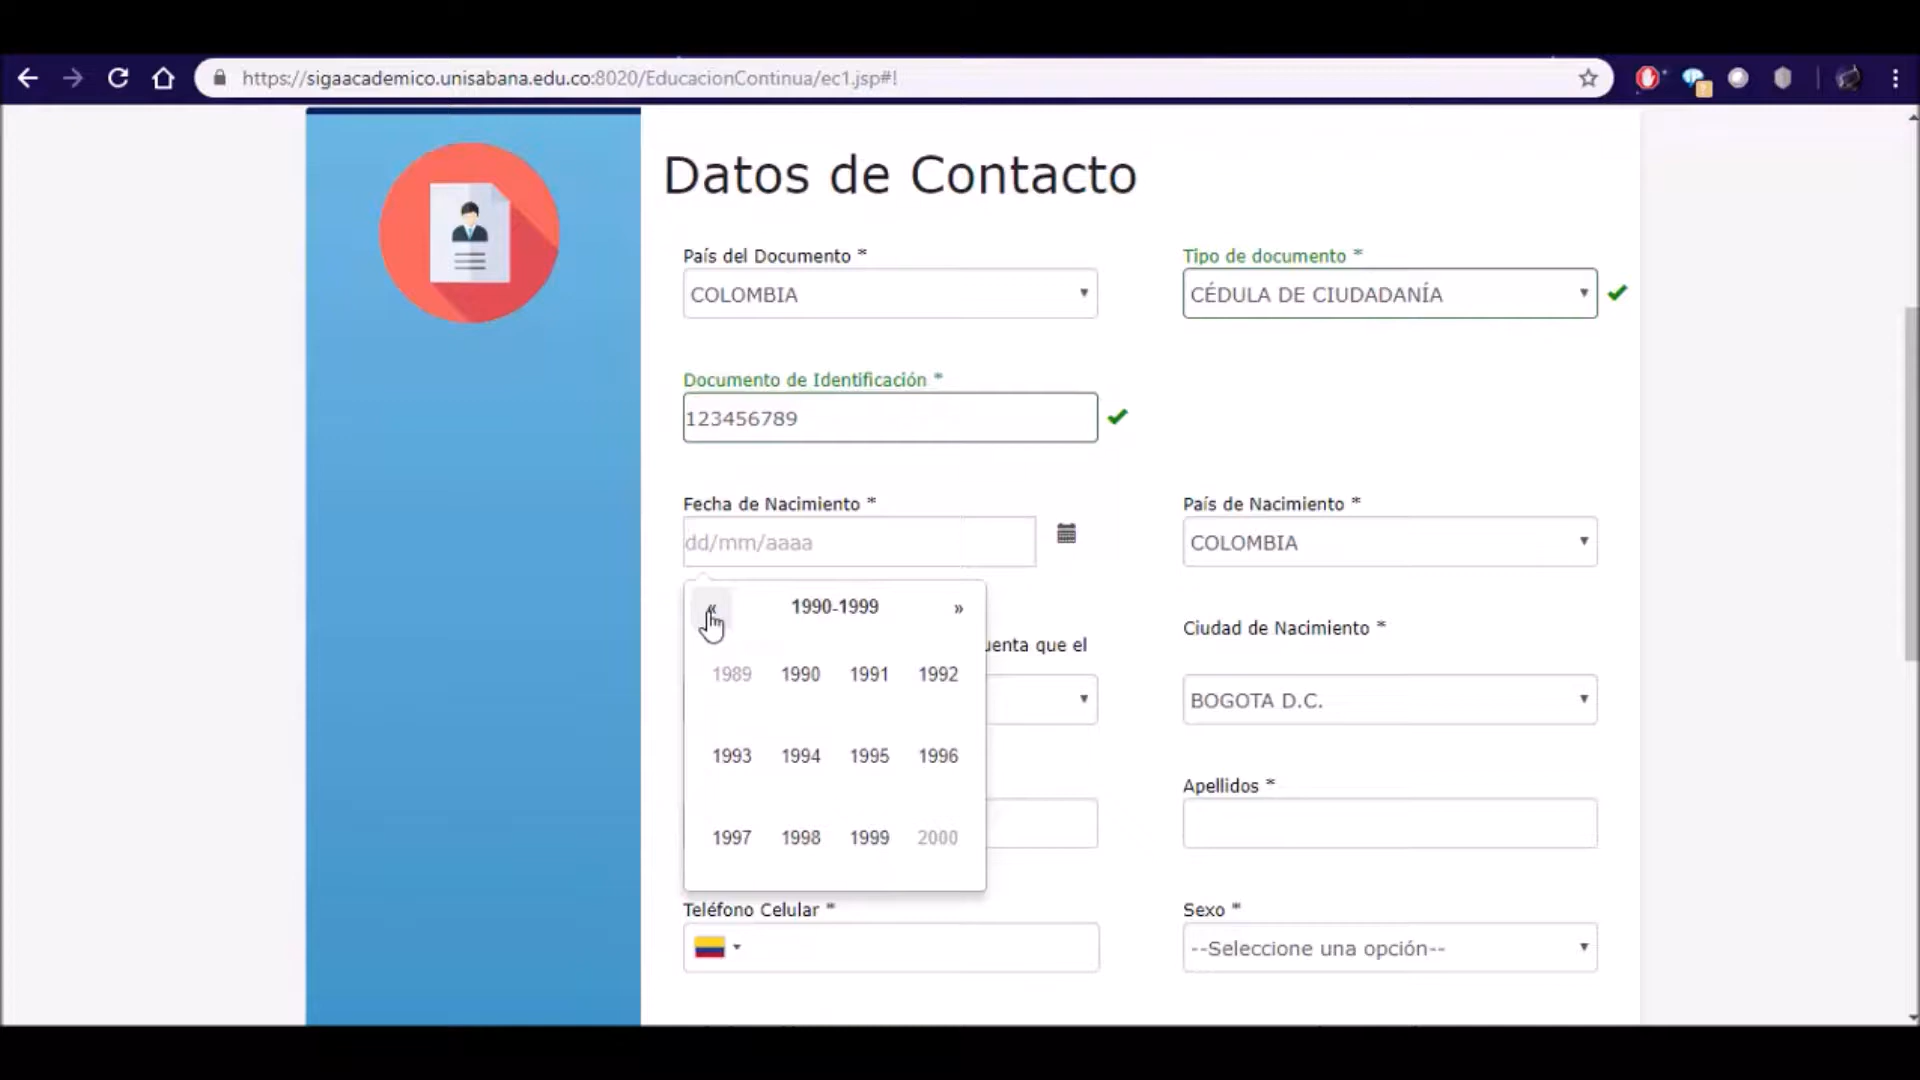 https://sigaacademico.unisabana.edu.co:8020/EducacionContinua/ec1.jsp#!
Datos de Contacto
País del Documento *
Tipo de documento *
COLOMBIA
CÉDULA DE CIUDADANÍA
Documento de Identificación *
123456789
Fecha de Nacimiento *
País de Nacimiento *
dd/mm/aaaa
COLOMBIA
« 1990-1999 »
Ciudad de Nacimiento *
que el
1989 1990 1991 1992
BOGOTA D.C.
1993 1994 1995 1996
Apellidos *
1997 1998 1999 2000
Teléfono Celular *
Sexo *
--Seleccione una opción--